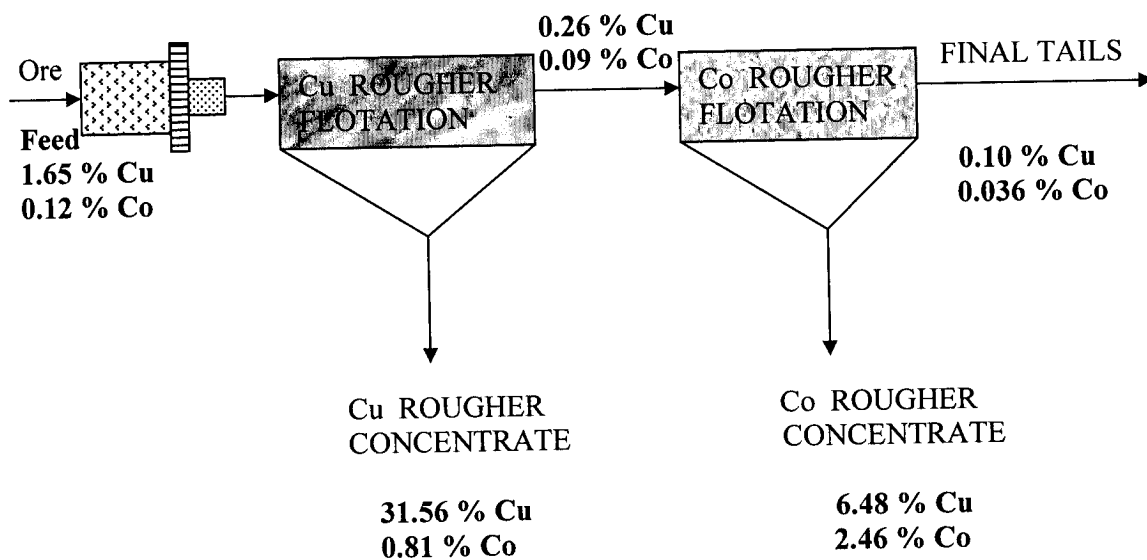 Ore
Feed
1.65 % Cu
0.12 % Co
Cu ROUGHER
FLOTATION
0.26 % Cu
0.09 % Co
Co ROUGHER
FLOTATION
FINAL TAILS
0.10 % Cu
0.036 % Co
Cu ROUGHER
CONCENTRATE
31.56 % Cu
0.81 % Co
Co ROUGHER
CONCENTRATE
6.48 % Cu
2.46 % Co